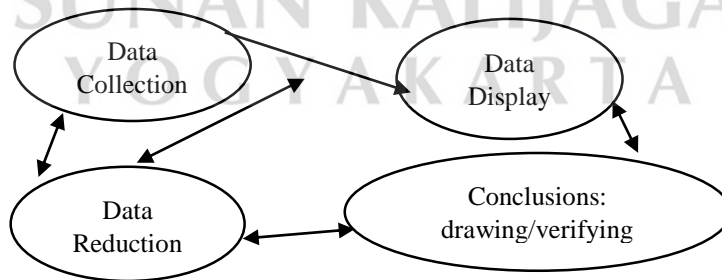 SUNAN KALIJAGA
YOGYAKARTA
Data
Collection
Data
Display
Data
Reduction
Conclusions:
drawing/verifying